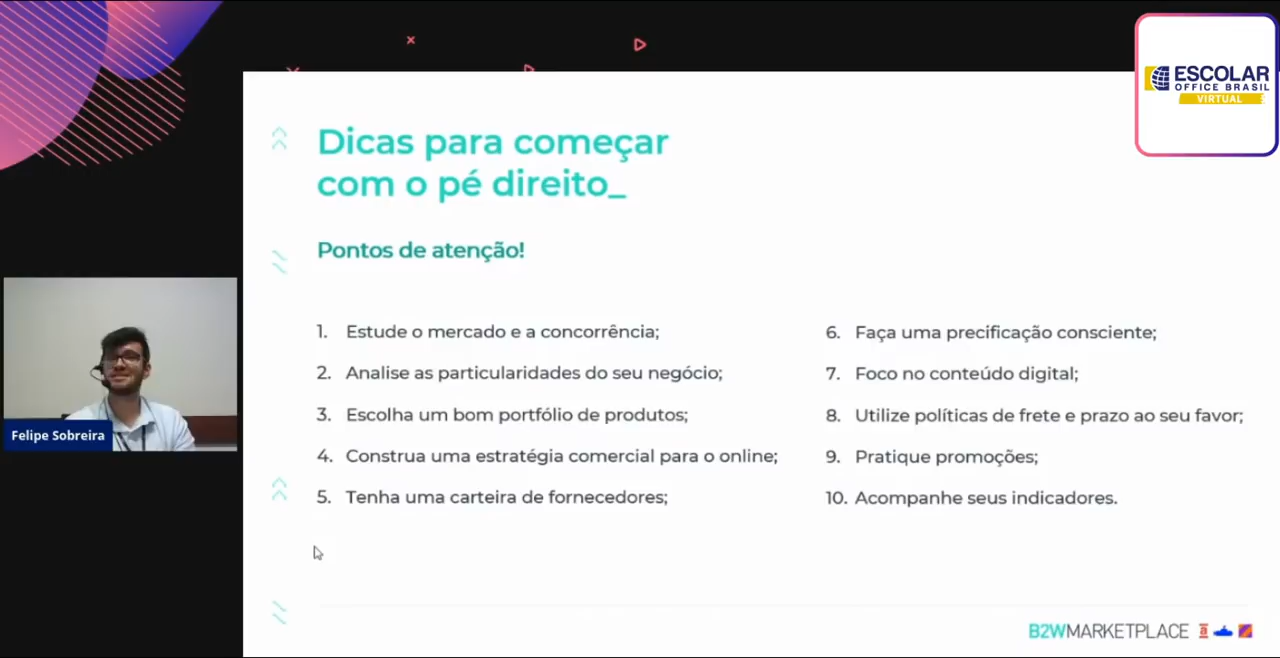 ESCOLAR
OFFICE BRASIL
VIRTUAL
Dicas para começar
com o pé direito_
Pontos de atenção!
1. Estude o mercado e a concorrência;
2. Analise as particularidades do seu negócio;
3. Escolha um bom portfólio de produtos;
4. Construa uma estratégia comercial para o online;
5. Tenha uma carteira de fornecedores;
6. Faça uma precificação consciente;
7. Foco no conteúdo digital;
8. Utilize políticas de frete e prazo ao seu favor;
9. Pratique promoções;
10. Acompanhe seus indicadores.
Felipe Sobreira
B2WMARKETPLACE